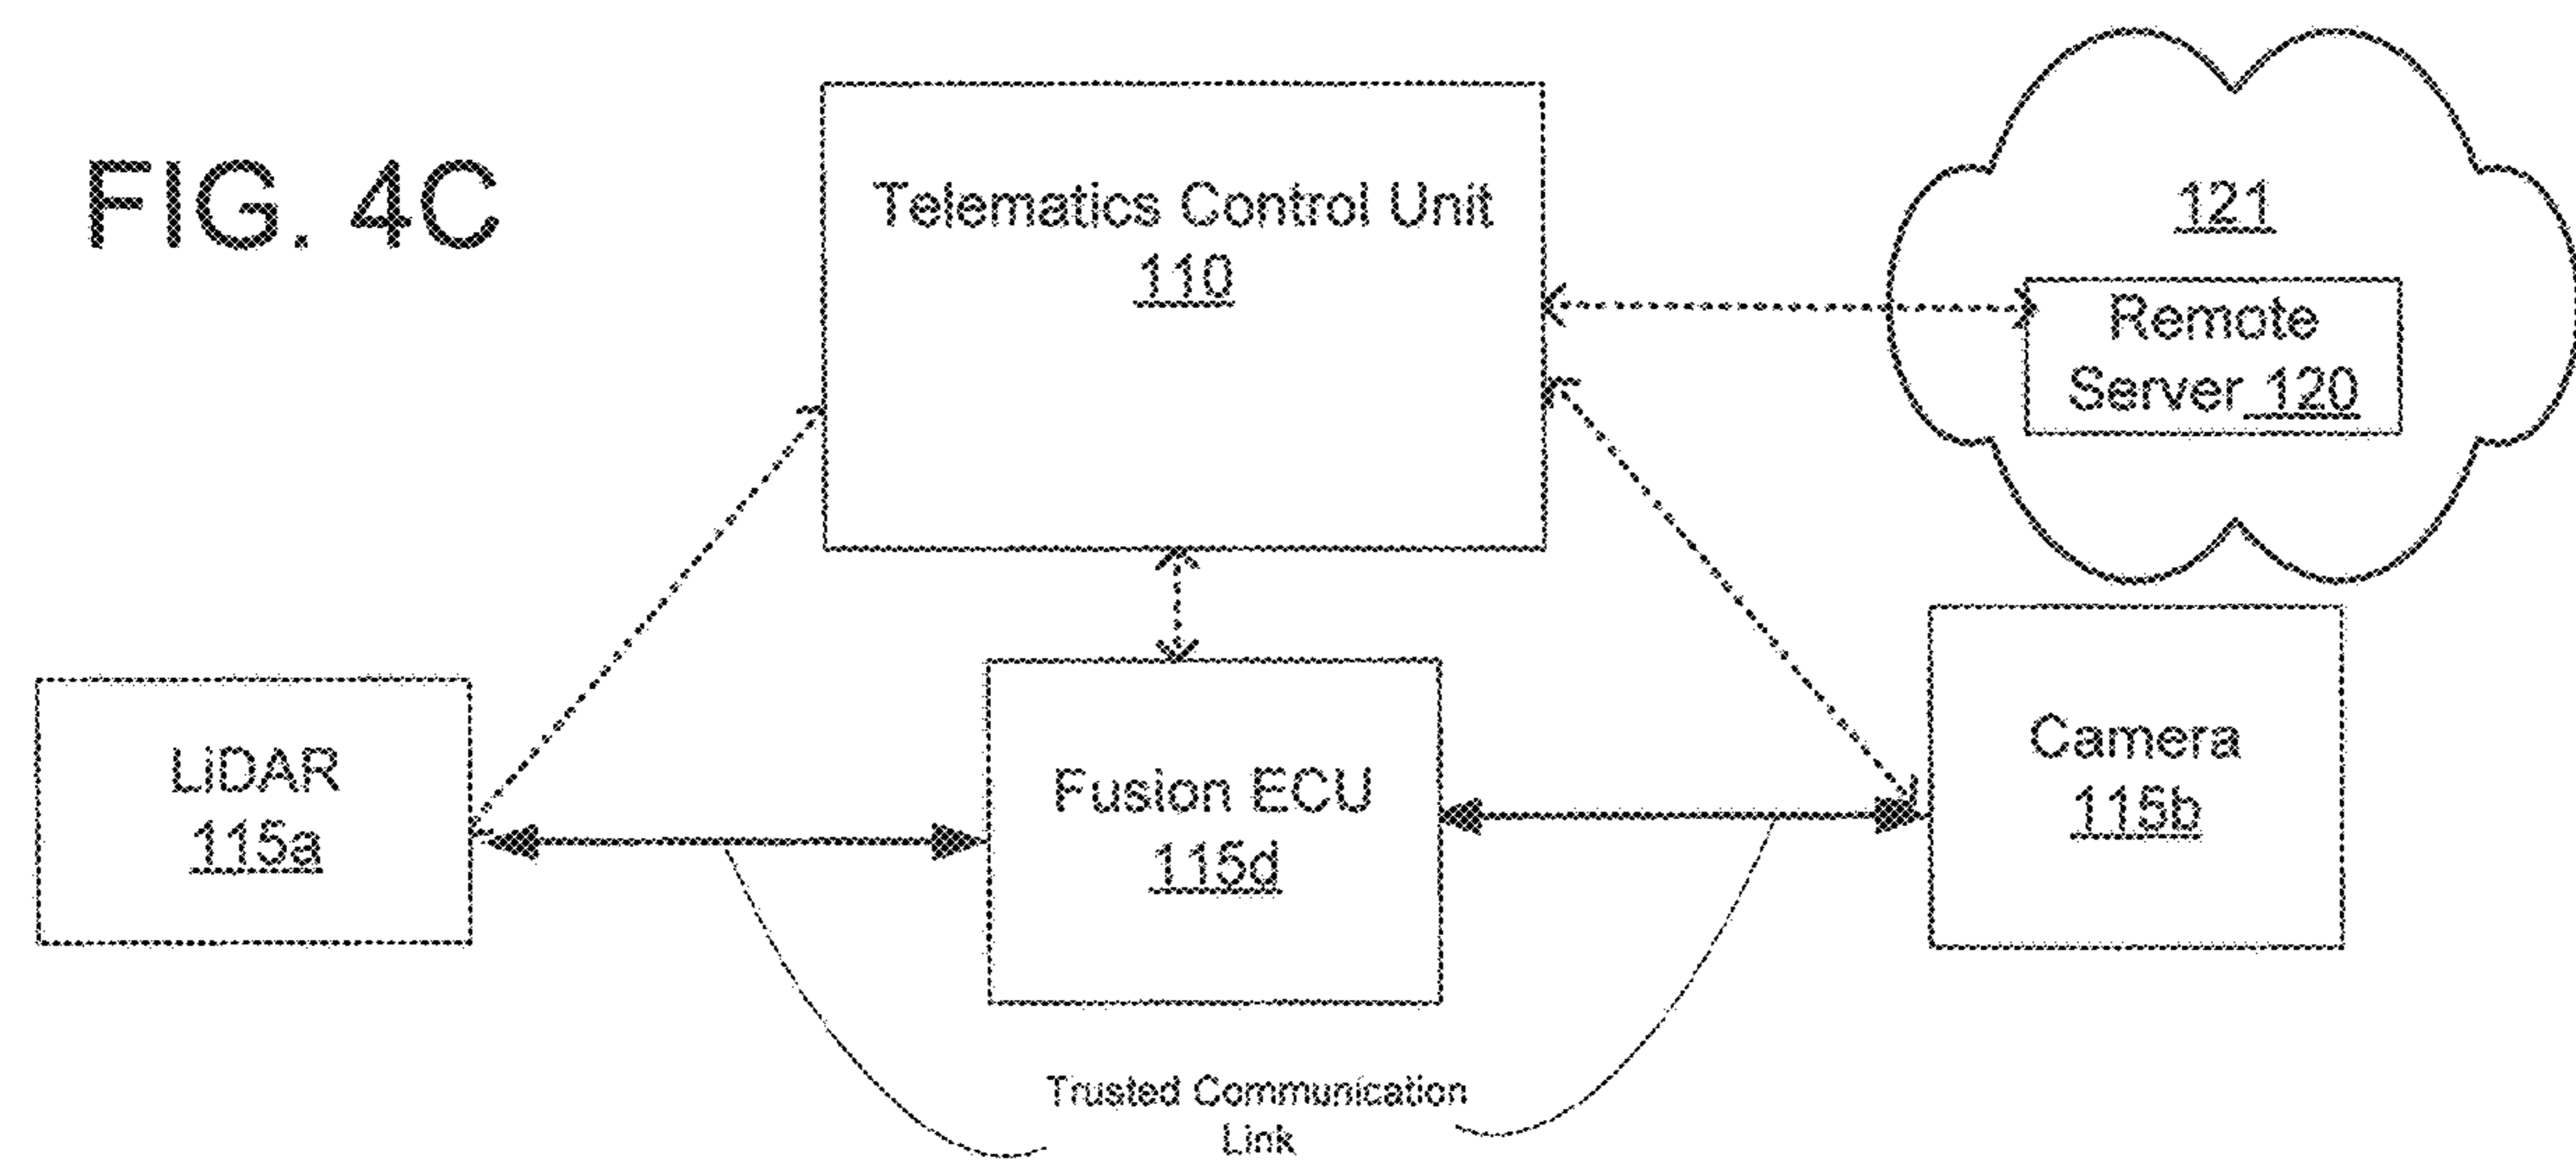 FIG. 4C
Telematics Control Unit
110
121
Remote
Server 120
LiDAR
115a
Fusion ECU
115d
Camera
115b
Trusted Communication
Link